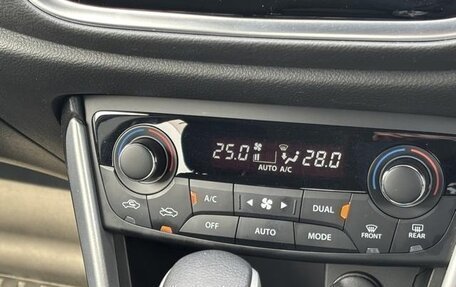 25.0 28.0
AUTO A/C
A/C DUAL
OFF AUTO MODE FRONT REAR